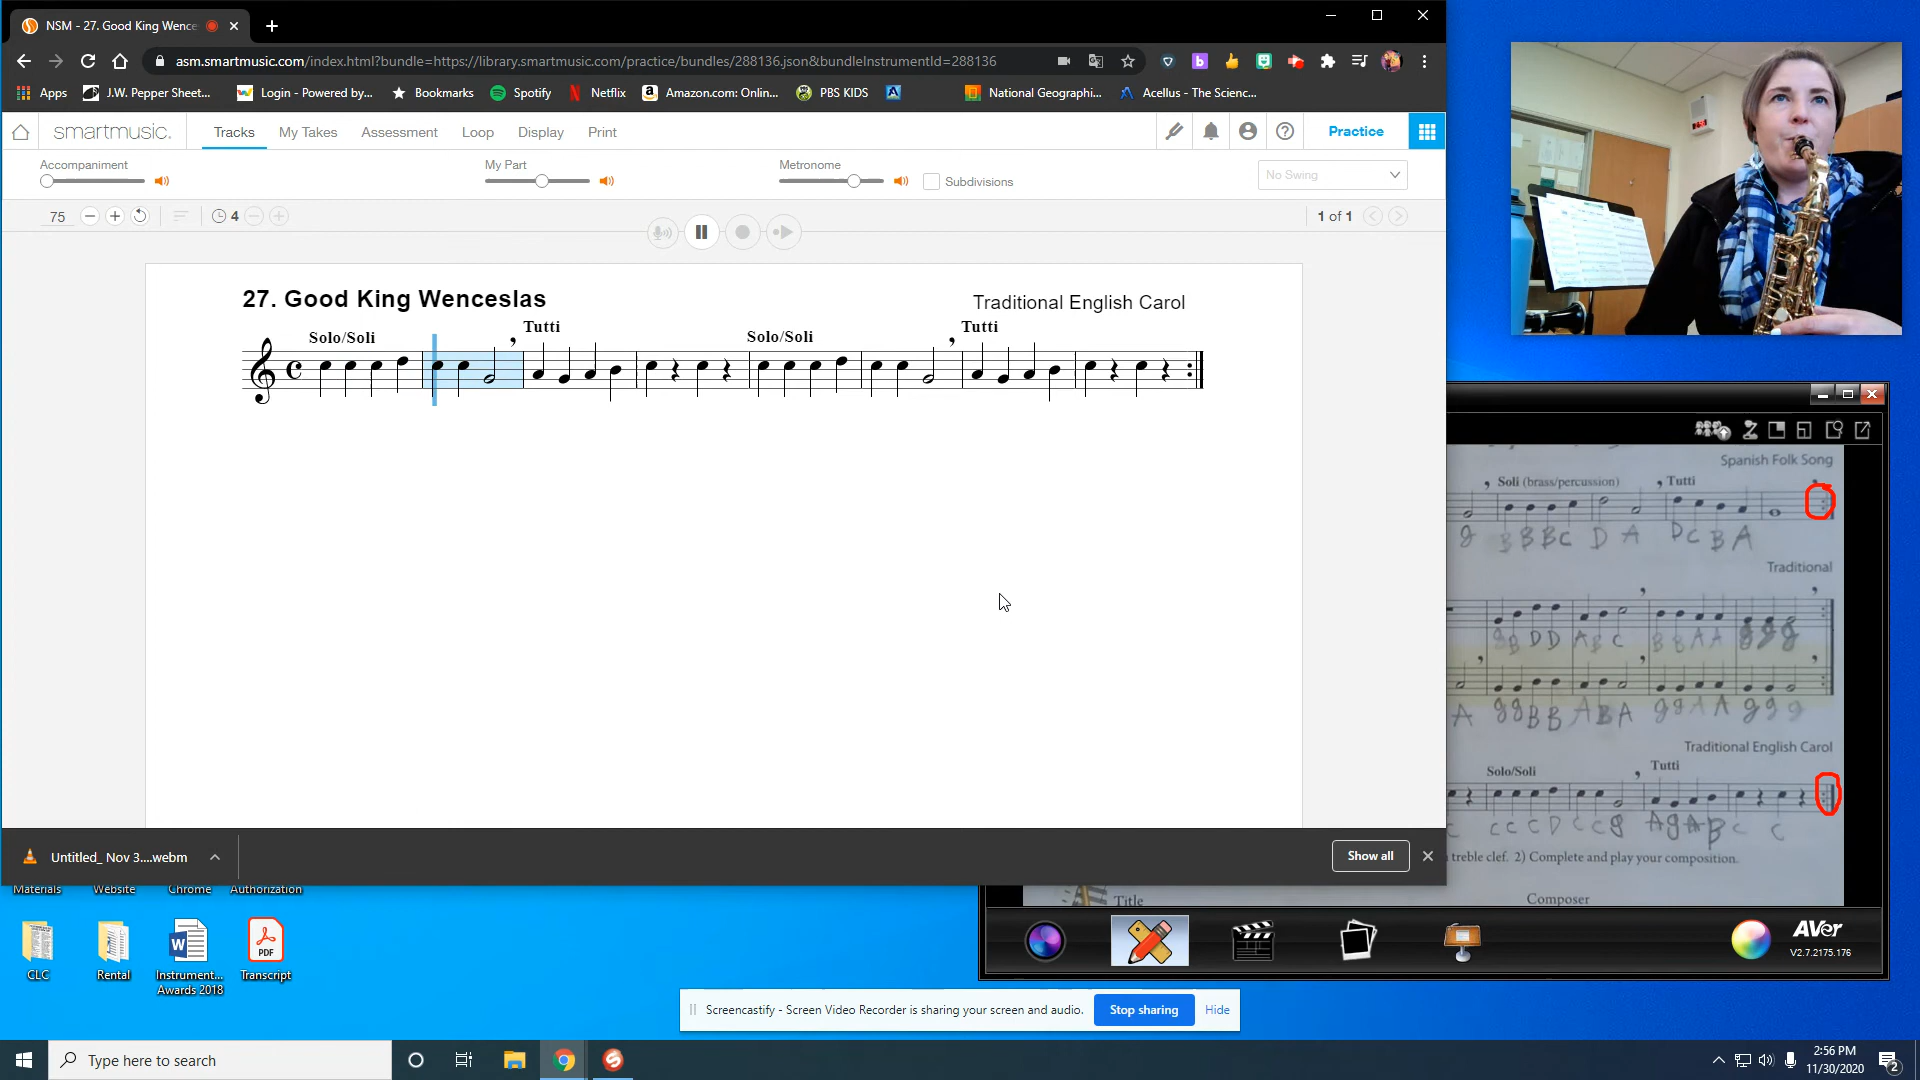 NSM - 27. Good King Wences
asm.smartmusic.com/index.html?bundle=https://library.smartmusic.com/practice/bundles/288136.json&bundleInstrumentId=288136
Apps J.W. Pepper Sheet... Login - Powered by... Bookmarks Spotify Netflix Amazon.com: Onlin... PBS KIDS National Geographi... Acellus - The Scienc...
smartmusic. Tracks My Takes Assessment Loop Display Print Practice
Accompaniment My Part Metronome Subdivisions No Swing
75 4 1 of 1
27. Good King Wenceslas
Traditional English Carol
Solo/Soli Tutti Solo/Soli Tutti
Spanish Folk Song
Soli (brass/percussion) Tutti
g B B B C D A D C B A
Traditional
g B D D A B C B B A A g g g
A g g B B A B A g g A A g g g
Traditional English Carol
Solo/Soli Tutti
C C C D C C g A g A B C C
treble clef. 2) Complete and play your composition.
Title Composer
AVer
V2.7.2175.176
Untitled_ Nov 3....webm Show all
Materials Website Chrome Authorization
CLC Rental Instrument... Awards 2018 Transcript
PDF
Screencastify - Screen Video Recorder is sharing your screen and audio. Stop sharing Hide
Type here to search
2:56 PM
11/30/2020
2